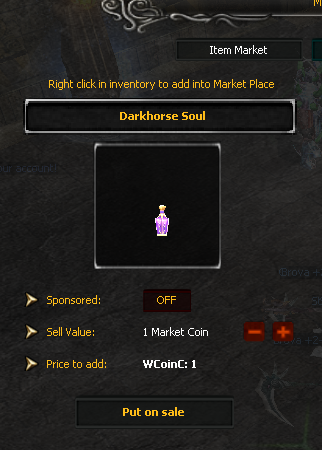 M
Item Market
Right click in inventory to add into Market Place
Darkhorse Soul
Sponsored: OFF
Sell Value: 1 Market Coin
Price to add: WCoinC: 1
Put on sale